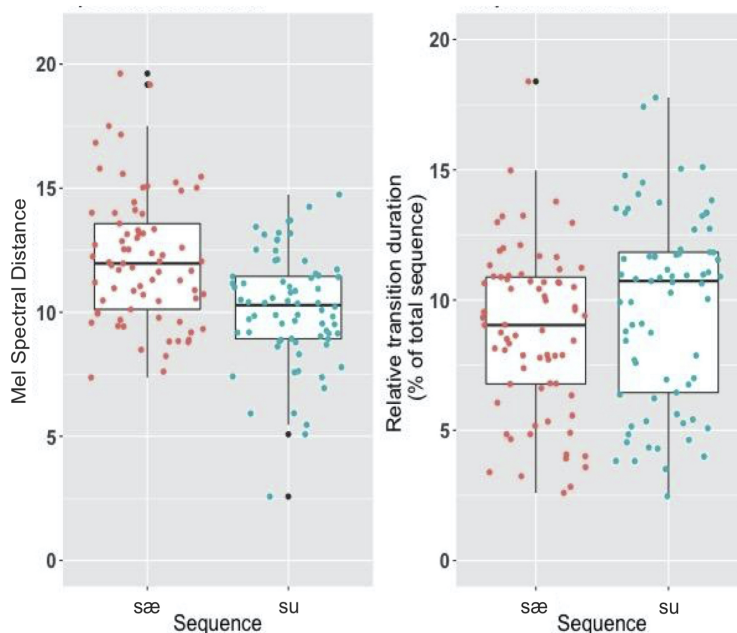 Mel Spectral Distance
20
15
10
5
0
sæ
su
Sequence
Relative transition duration
(% of total sequence)
20
15
10
5
0
sæ
su
Sequence